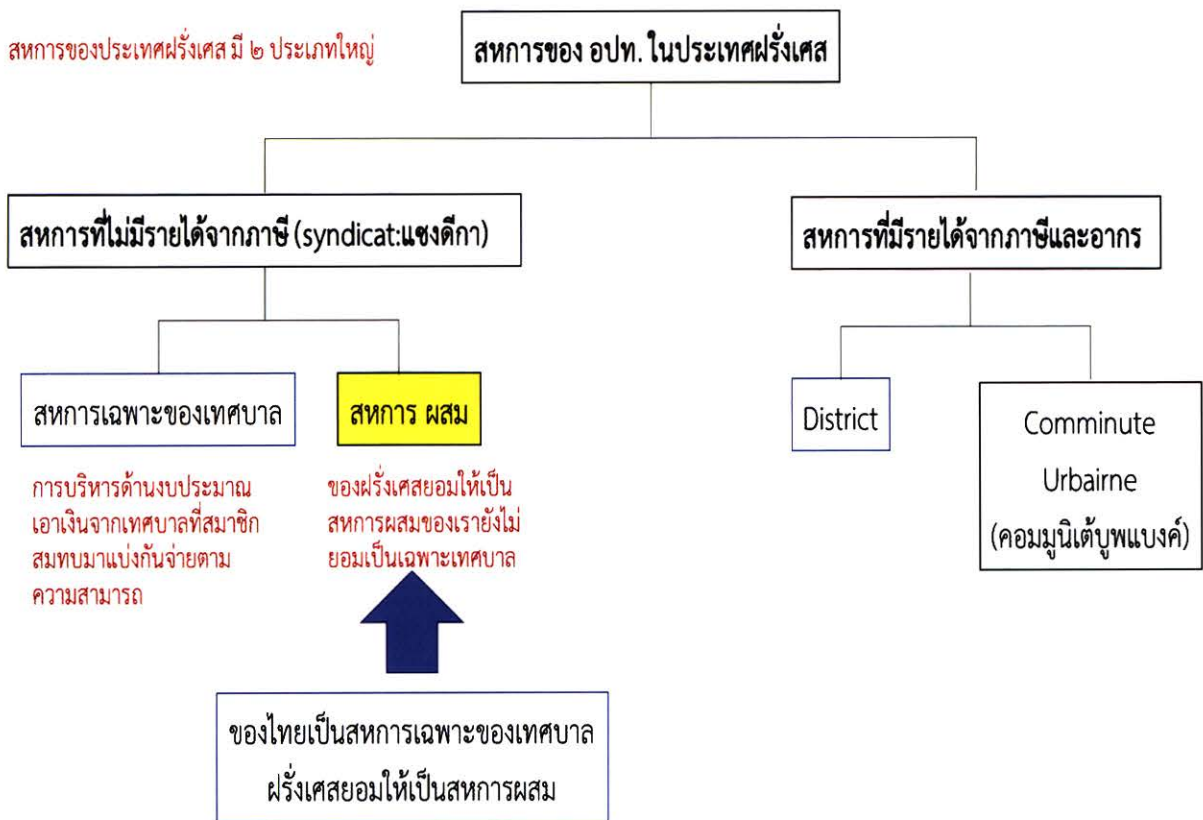 สหการของประเทศฝรั่งเศส มี ๒ ประเภทใหญ่
สหการของ อปท. ในประเทศฝรั่งเศส
สหการที่ไม่มีรายได้จากภาษี (syndicat:แซงดีกา)
สหการที่มีรายได้จากภาษีและอากร
สหการเฉพาะของเทศบาล
สหการ ผสม
District
Comminute
Urbairne
(คอมมูนิเต้บูพแบงค์)
การบริหารด้านงบประมาณ
เอาเงินจากเทศบาลที่สมาชิก
สมทบมาแบ่งกันจ่ายตาม
ความสามารถ
ของฝรั่งเศสยอมให้เป็น
สหการผสมของเรายังไม่
ยอมเป็นเฉพาะเทศบาล
ของไทยเป็นสหการเฉพาะของเทศบาล
ฝรั่งเศสยอมให้เป็นสหการผสม